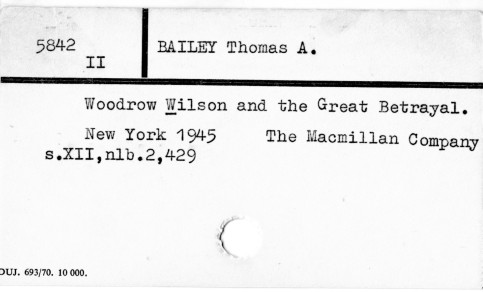 5842
II
BAILEY Thomas A.
Woodrow Wilson and the Great Betrayal.
New York 1945 The Macmillan Company
s.XII,nlb.2,429
DUJ. 693/70. 10 000.